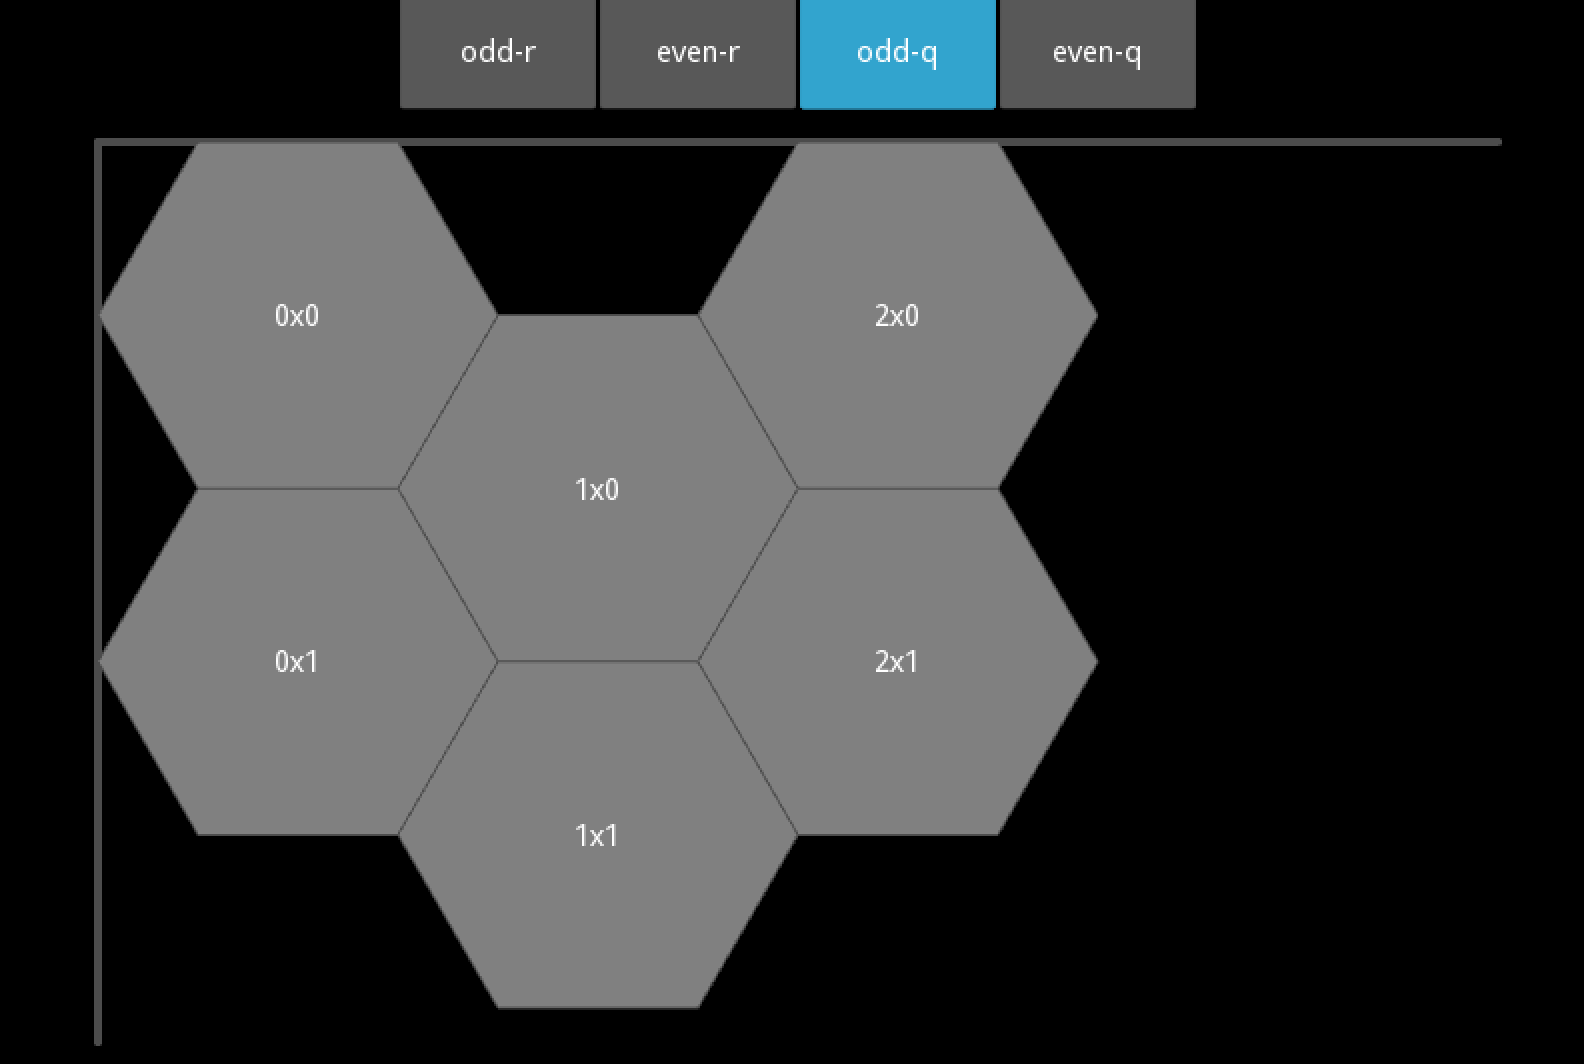 odd-r even-r odd-q even-q
0x0 2x0
1x0
0x1 2x1
1x1